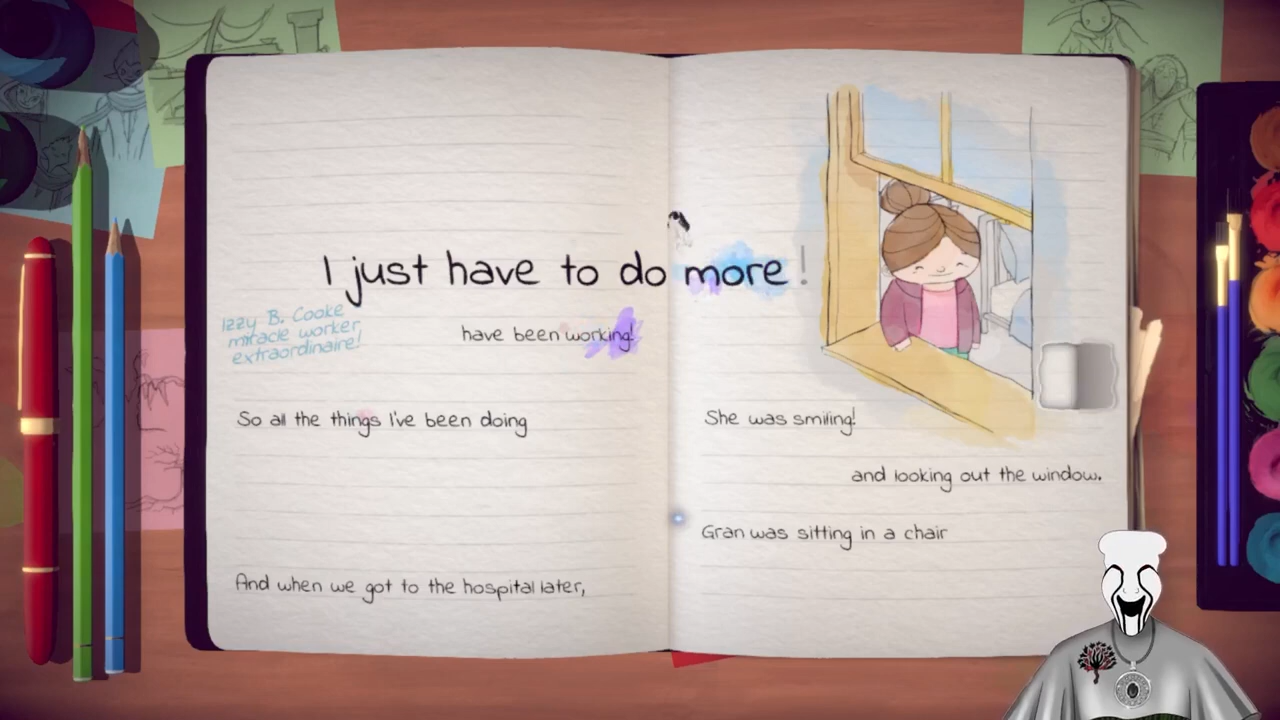 I just have to do more!
Izzy B. Cooke
miracle worker,
extraordinaire!
have been working!
So all the things I've been doing
And when we got to the hospital later,
She was smiling!
and looking out the window.
Gran was sitting in a chair